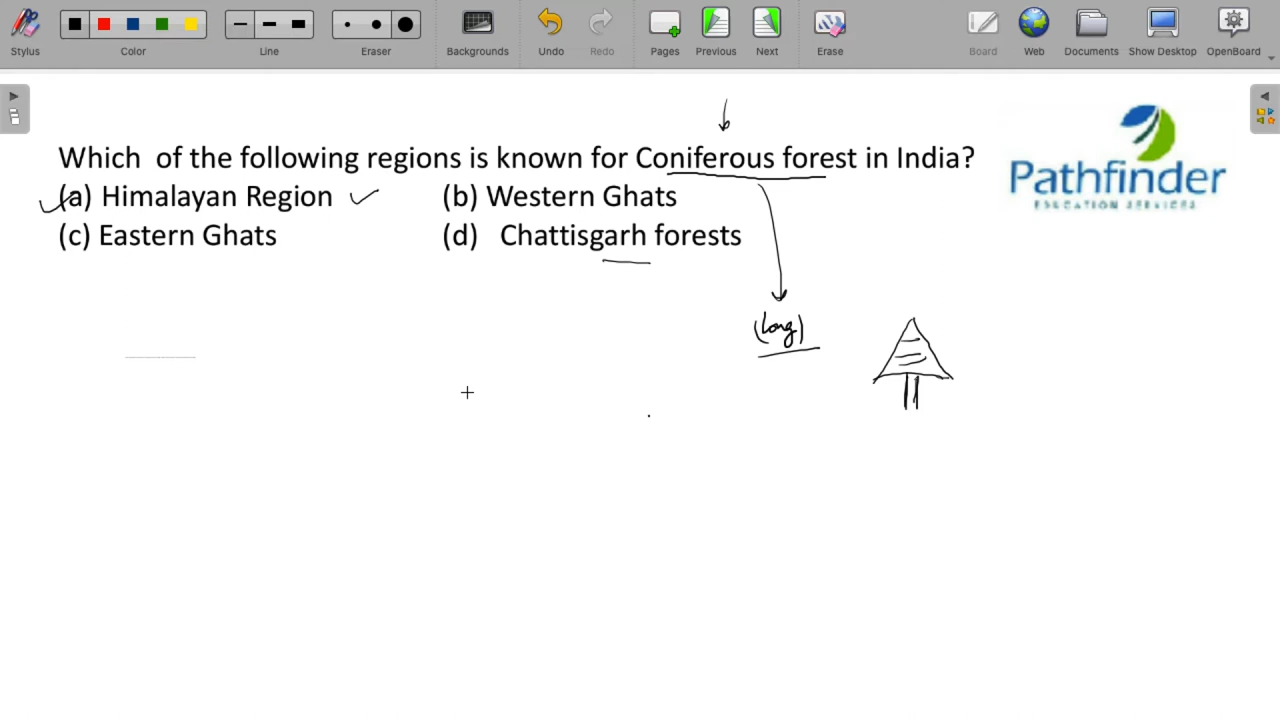 Stylus Color Line Eraser Backgrounds Undo Redo Pages Previous Next Erase Board Web Documents Show Desktop OpenBoard
Which of the following regions is known for Coniferous forest in India?
(a) Himalayan Region (b) Western Ghats
(c) Eastern Ghats (d) Chattisgarh forests
Pathfinder
EDUCATION SERVICES
(long)